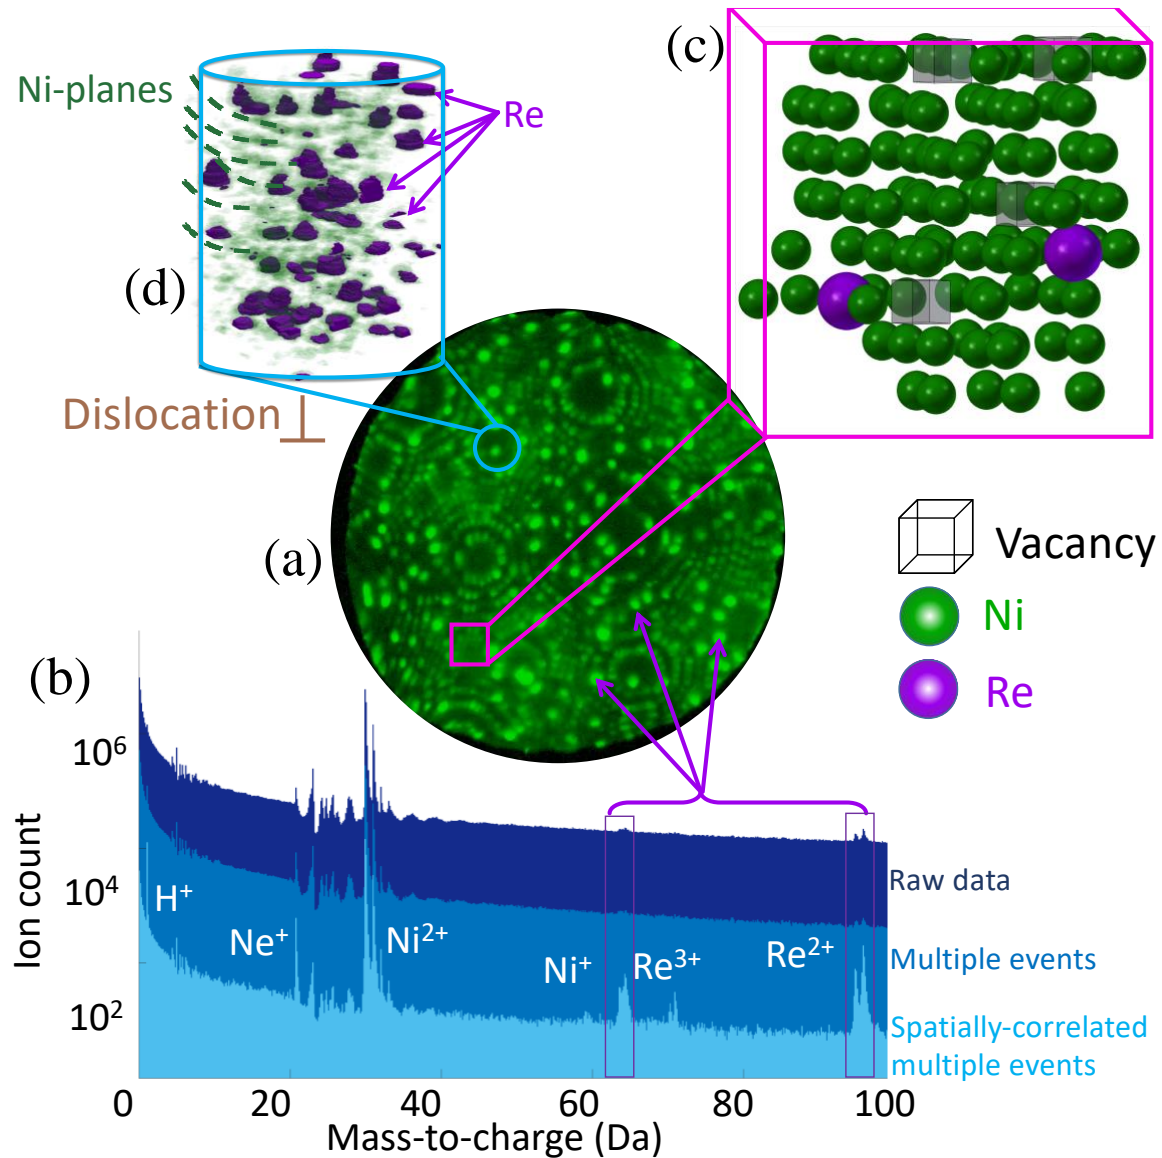 (c)
Ni-planes
Re
(d)
Dislocation
(a)
Vacancy
Ni
Re
(b)
10⁶
10⁴
10²
Ion count
H⁺
Ne⁺
Ni²⁺
Ni⁺
Re³⁺
Re²⁺
Raw data
Multiple events
Spatially-correlated
multiple events
0
20
40
60
80
100
Mass-to-charge (Da)